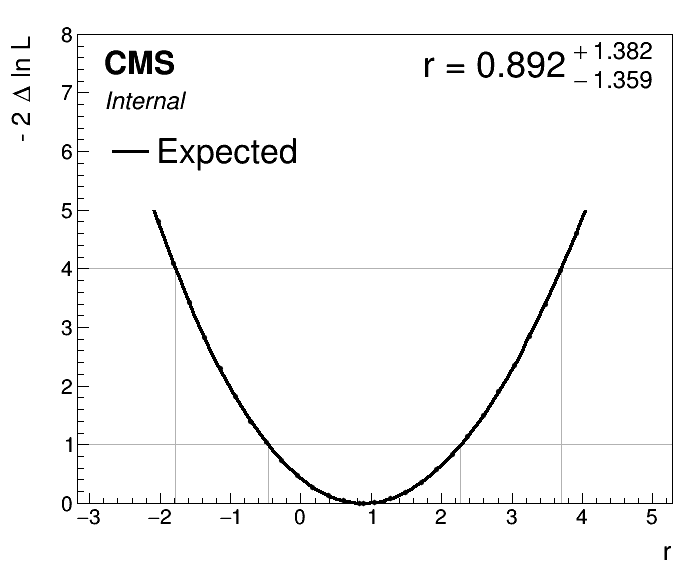 - 2 Δ ln L
8
7
6
5
4
3
2
1
0
CMS
Internal
Expected
r = 0.892 +1.382 −1.359
−3 −2 −1 0 1 2 3 4 5
r